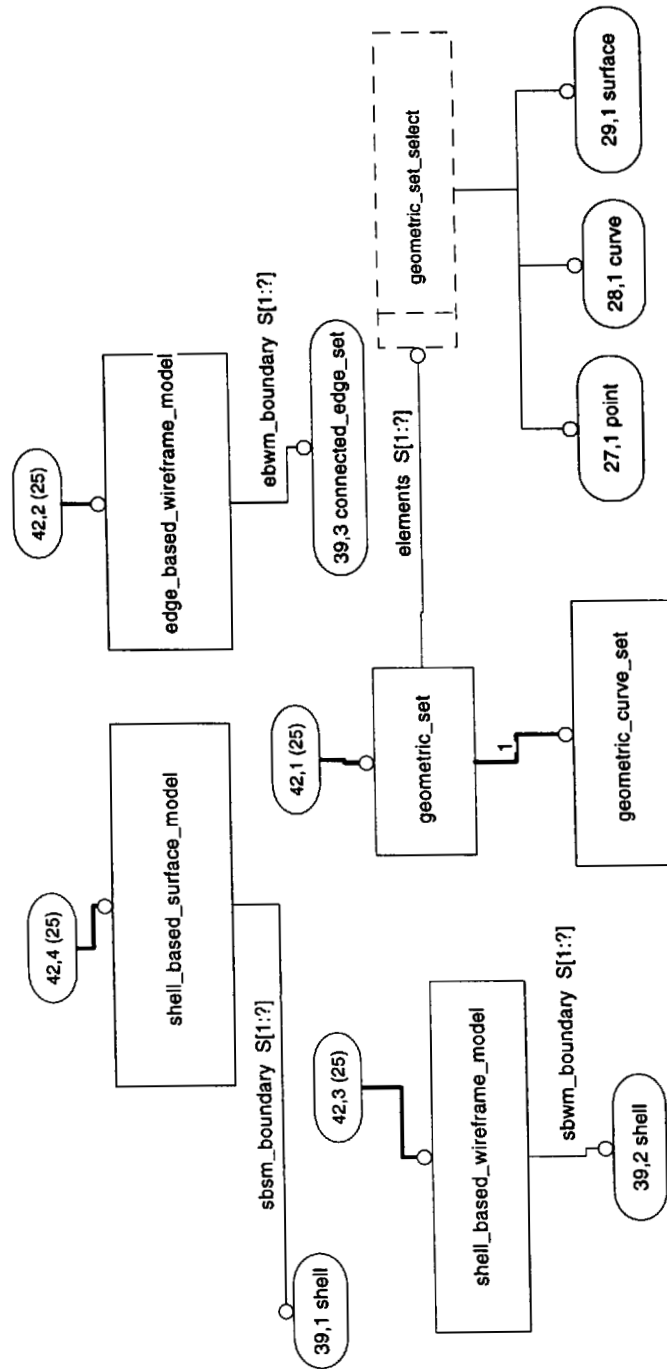 42,4 (25)
shell_based_surface_model
sbsm_boundary S[1:?]
39,1 shell
42,2 (25)
edge_based_wireframe_model
ebwm_boundary S[1:?]
39,3 connected_edge_set
42,3 (25)
shell_based_wireframe_model
sbwm_boundary S[1:?]
39,2 shell
42,1 (25)
geometric_set
1
geometric_curve_set
elements S[1:?]
geometric_set_select
27,1 point
28,1 curve
29,1 surface